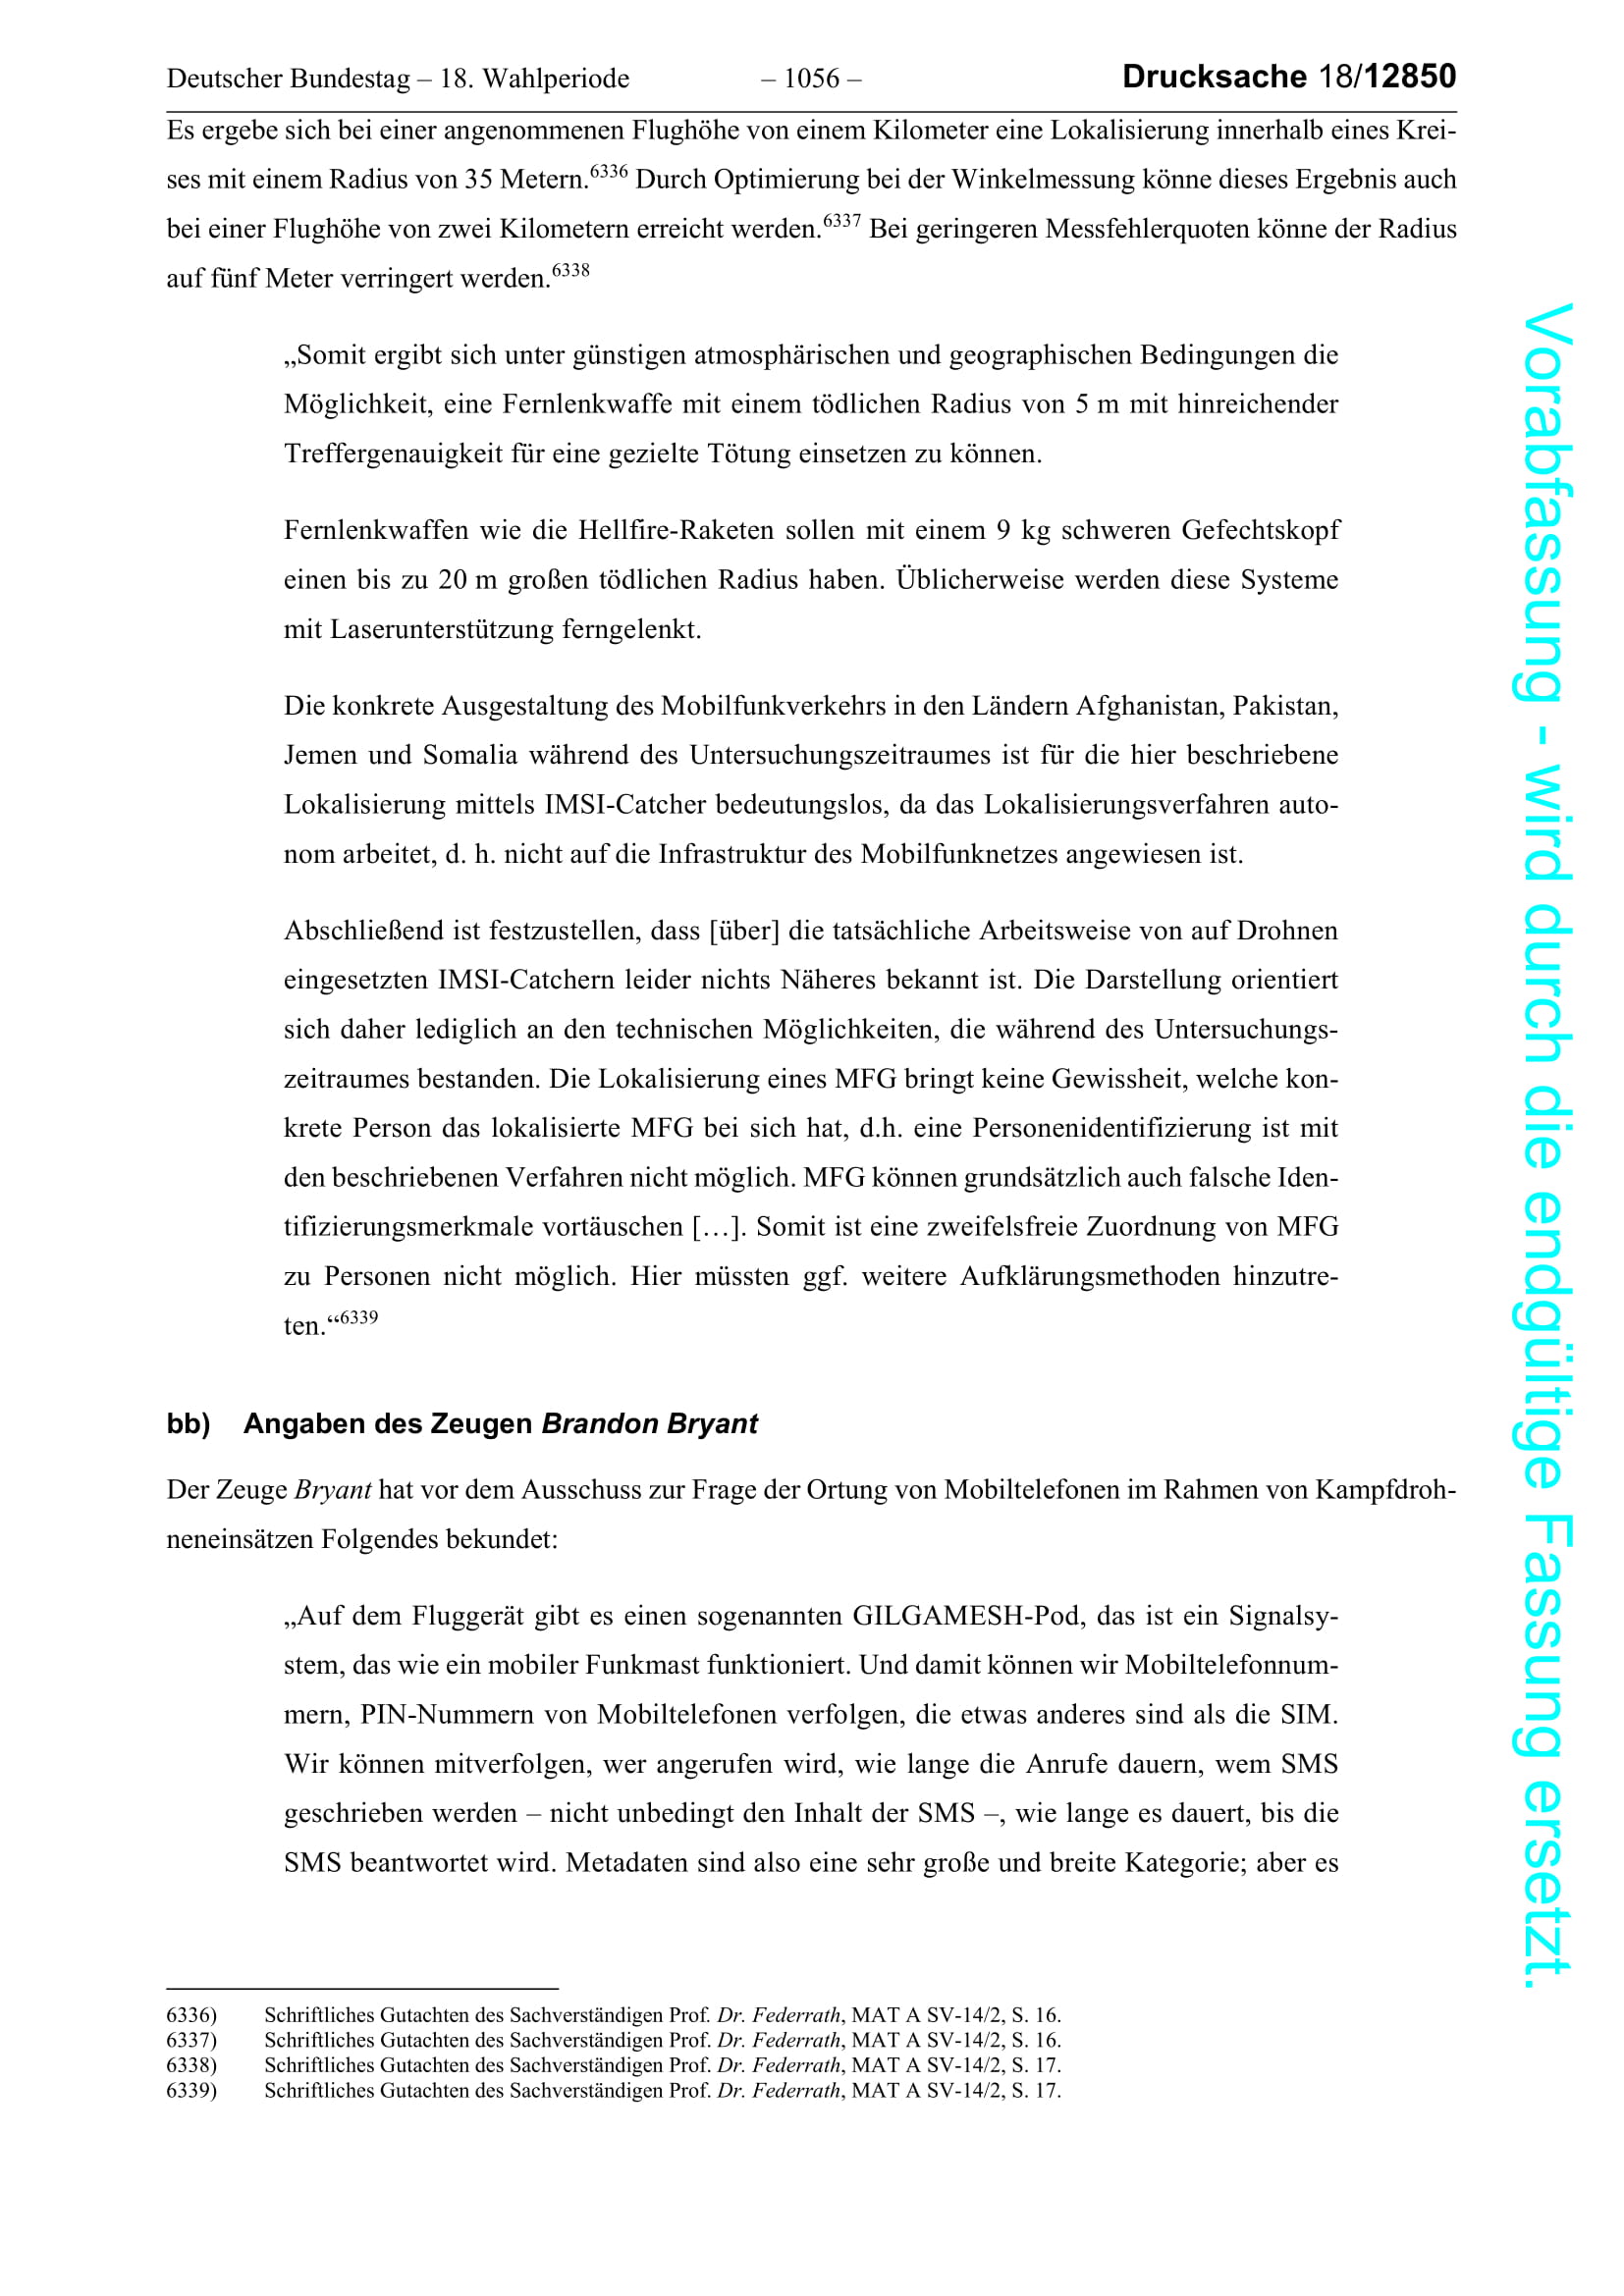 Deutscher Bundestag – 18. Wahlperiode – 1056 – Drucksache 18/12850
Es ergebe sich bei einer angenommenen Flughöhe von einem Kilometer eine Lokalisierung innerhalb eines Krei-
ses mit einem Radius von 35 Metern.6336 Durch Optimierung bei der Winkelmessung könne dieses Ergebnis auch
bei einer Flughöhe von zwei Kilometern erreicht werden.6337 Bei geringeren Messfehlerquoten könne der Radius
auf fünf Meter verringert werden.6338
„Somit ergibt sich unter günstigen atmosphärischen und geographischen Bedingungen die
Möglichkeit, eine Fernlenkwaffe mit einem tödlichen Radius von 5 m mit hinreichender
Treffergenauigkeit für eine gezielte Tötung einsetzen zu können.
Fernlenkwaffen wie die Hellfire-Raketen sollen mit einem 9 kg schweren Gefechtskopf
einen bis zu 20 m großen tödlichen Radius haben. Üblicherweise werden diese Systeme
mit Laserunterstützung ferngelenkt.
Die konkrete Ausgestaltung des Mobilfunkverkehrs in den Ländern Afghanistan, Pakistan,
Jemen und Somalia während des Untersuchungszeitraumes ist für die hier beschriebene
Lokalisierung mittels IMSI-Catcher bedeutungslos, da das Lokalisierungsverfahren auto-
nom arbeitet, d. h. nicht auf die Infrastruktur des Mobilfunknetzes angewiesen ist.
Abschließend ist festzustellen, dass [über] die tatsächliche Arbeitsweise von auf Drohnen
eingesetzten IMSI-Catchern leider nichts Näheres bekannt ist. Die Darstellung orientiert
sich daher lediglich an den technischen Möglichkeiten, die während des Untersuchungs-
zeitraumes bestanden. Die Lokalisierung eines MFG bringt keine Gewissheit, welche kon-
krete Person das lokalisierte MFG bei sich hat, d.h. eine Personenidentifizierung ist mit
den beschriebenen Verfahren nicht möglich. MFG können grundsätzlich auch falsche Iden-
tifizierungsmerkmale vortäuschen […]. Somit ist eine zweifelsfreie Zuordnung von MFG
zu Personen nicht möglich. Hier müssten ggf. weitere Aufklärungsmethoden hinzutre-
ten.“6339
bb) Angaben des Zeugen Brandon Bryant
Der Zeuge Bryant hat vor dem Ausschuss zur Frage der Ortung von Mobiltelefonen im Rahmen von Kampfdroh-
neneinsätzen Folgendes bekundet:
„Auf dem Fluggerät gibt es einen sogenannten GILGAMESH-Pod, das ist ein Signalsy-
stem, das wie ein mobiler Funkmast funktioniert. Und damit können wir Mobiltelefonnum-
mern, PIN-Nummern von Mobiltelefonen verfolgen, die etwas anderes sind als die SIM.
Wir können mitverfolgen, wer angerufen wird, wie lange die Anrufe dauern, wem SMS
geschrieben werden – nicht unbedingt den Inhalt der SMS –, wie lange es dauert, bis die
SMS beantwortet wird. Metadaten sind also eine sehr große und breite Kategorie; aber es
6336) Schriftliches Gutachten des Sachverständigen Prof. Dr. Federrath, MAT A SV-14/2, S. 16.
6337) Schriftliches Gutachten des Sachverständigen Prof. Dr. Federrath, MAT A SV-14/2, S. 16.
6338) Schriftliches Gutachten des Sachverständigen Prof. Dr. Federrath, MAT A SV-14/2, S. 17.
6339) Schriftliches Gutachten des Sachverständigen Prof. Dr. Federrath, MAT A SV-14/2, S. 17.
Vorabfassung - wird durch die endgültige Fassung ersetzt.